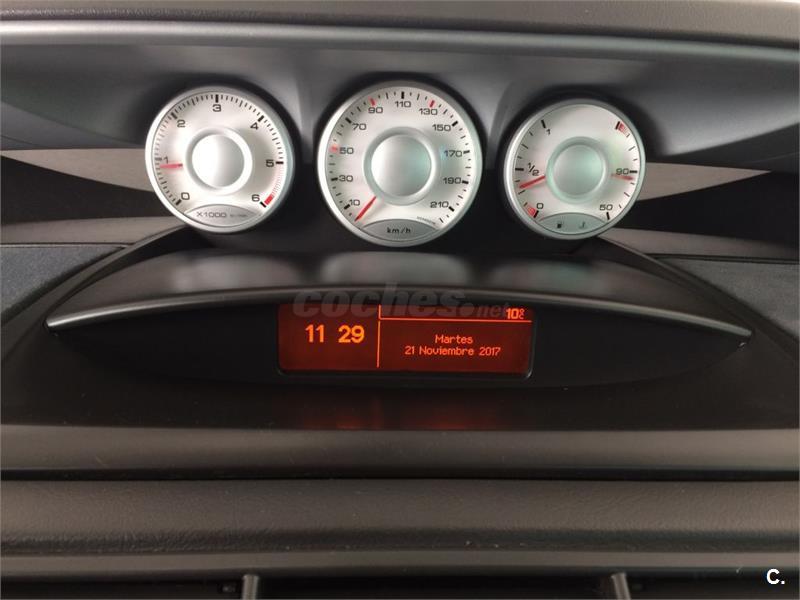 0 1 2 3 4 5 6
X1000
10 30 50 70 90 110 130 150 170 190 210
km/h
0 1/2 1
50 90
coches.net
11 29
10°C
Martes
21 Noviembre 2017
C.